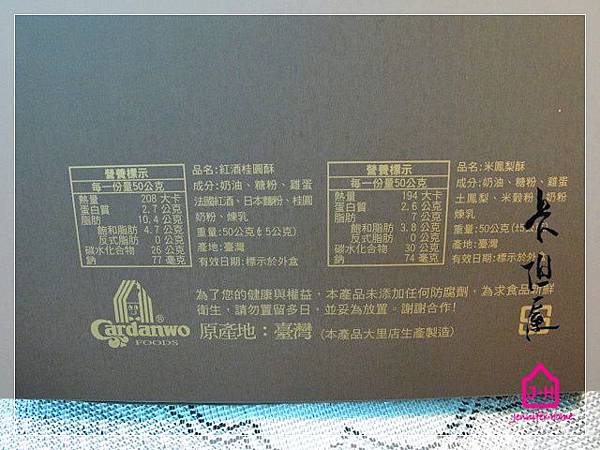 營養標示
每一份量50公克
熱量 208 大卡
蛋白質 2.7 公克
脂肪 10.4 公克
飽和脂肪 4.7 公克
反式脂肪 0 公克
碳水化合物 26 公克
鈉 77 毫克
品名:紅酒桂圓酥
成分:奶油、糖粉、雞蛋
法國紅酒、日本麵粉、桂圓
奶粉、煉乳
重量:50公克(±5公克)
產地:臺灣
有效日期:標示於外盒
營養標示
每一份量50公克
熱量 194 大卡
蛋白質 2.6 公克
脂肪 7 公克
飽和脂肪 3.8 公克
反式脂肪 0 公克
碳水化合物 30 公克
鈉 74 毫克
品名:米鳳梨酥
成分:奶油、糖粉、雞蛋
土鳳梨、米穀粉、奶粉
煉乳
重量:50公克(±5
產地:臺灣
有效日期:標示於外盒
卡但屋
Cardanwo®
FOODS
為了您的健康與權益，本產品未添加任何防腐劑，為求食品新鮮
衛生，請勿置留多日，並妥為放置。謝謝合作!
原產地：臺灣(本產品大里店生產製造)
J-H
jennyfer Home